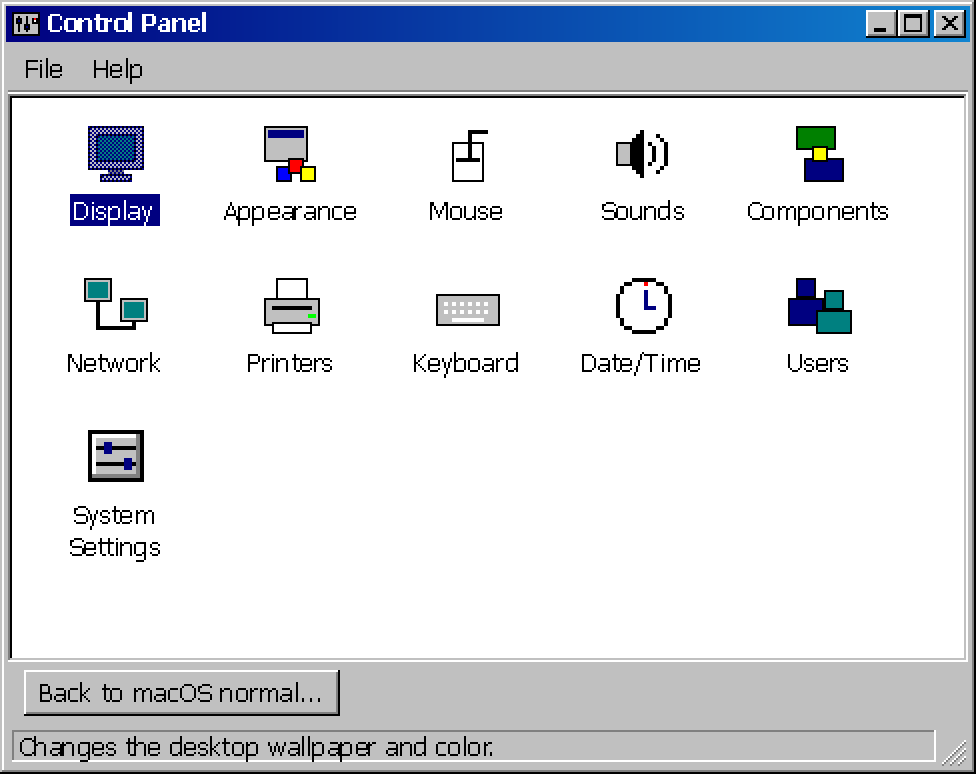 Control Panel
File Help
Display Appearance Mouse Sounds Components
Network Printers Keyboard Date/Time Users
System
Settings
Back to macOS normal...
Changes the desktop wallpaper and color.